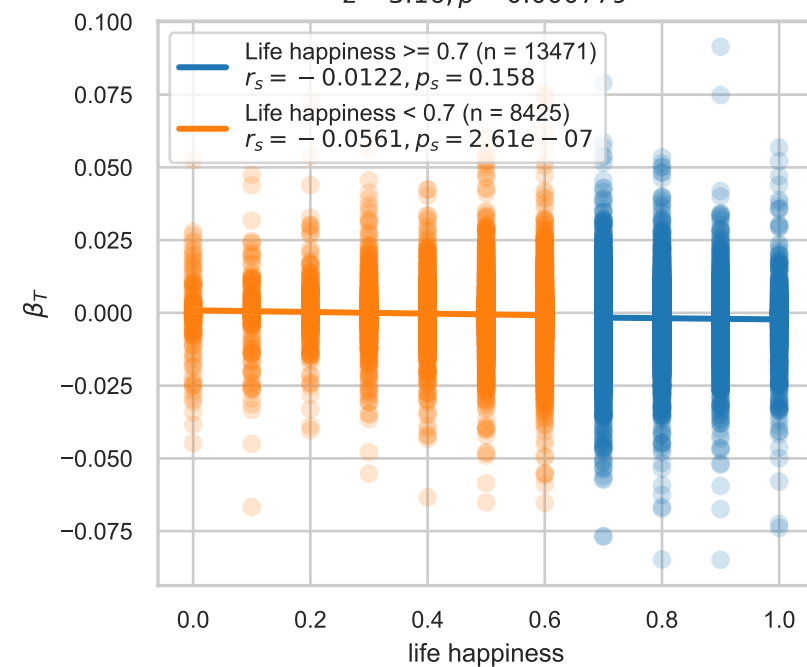 Life happiness >= 0.7 (n = 13471)
r_s = −0.0122, p_s = 0.158
Life happiness < 0.7 (n = 8425)
r_s = −0.0561, p_s = 2.61e−07
0.100
0.075
0.050
0.025
0.000
−0.025
−0.050
−0.075
β_T
0.0 0.2 0.4 0.6 0.8 1.0
life happiness